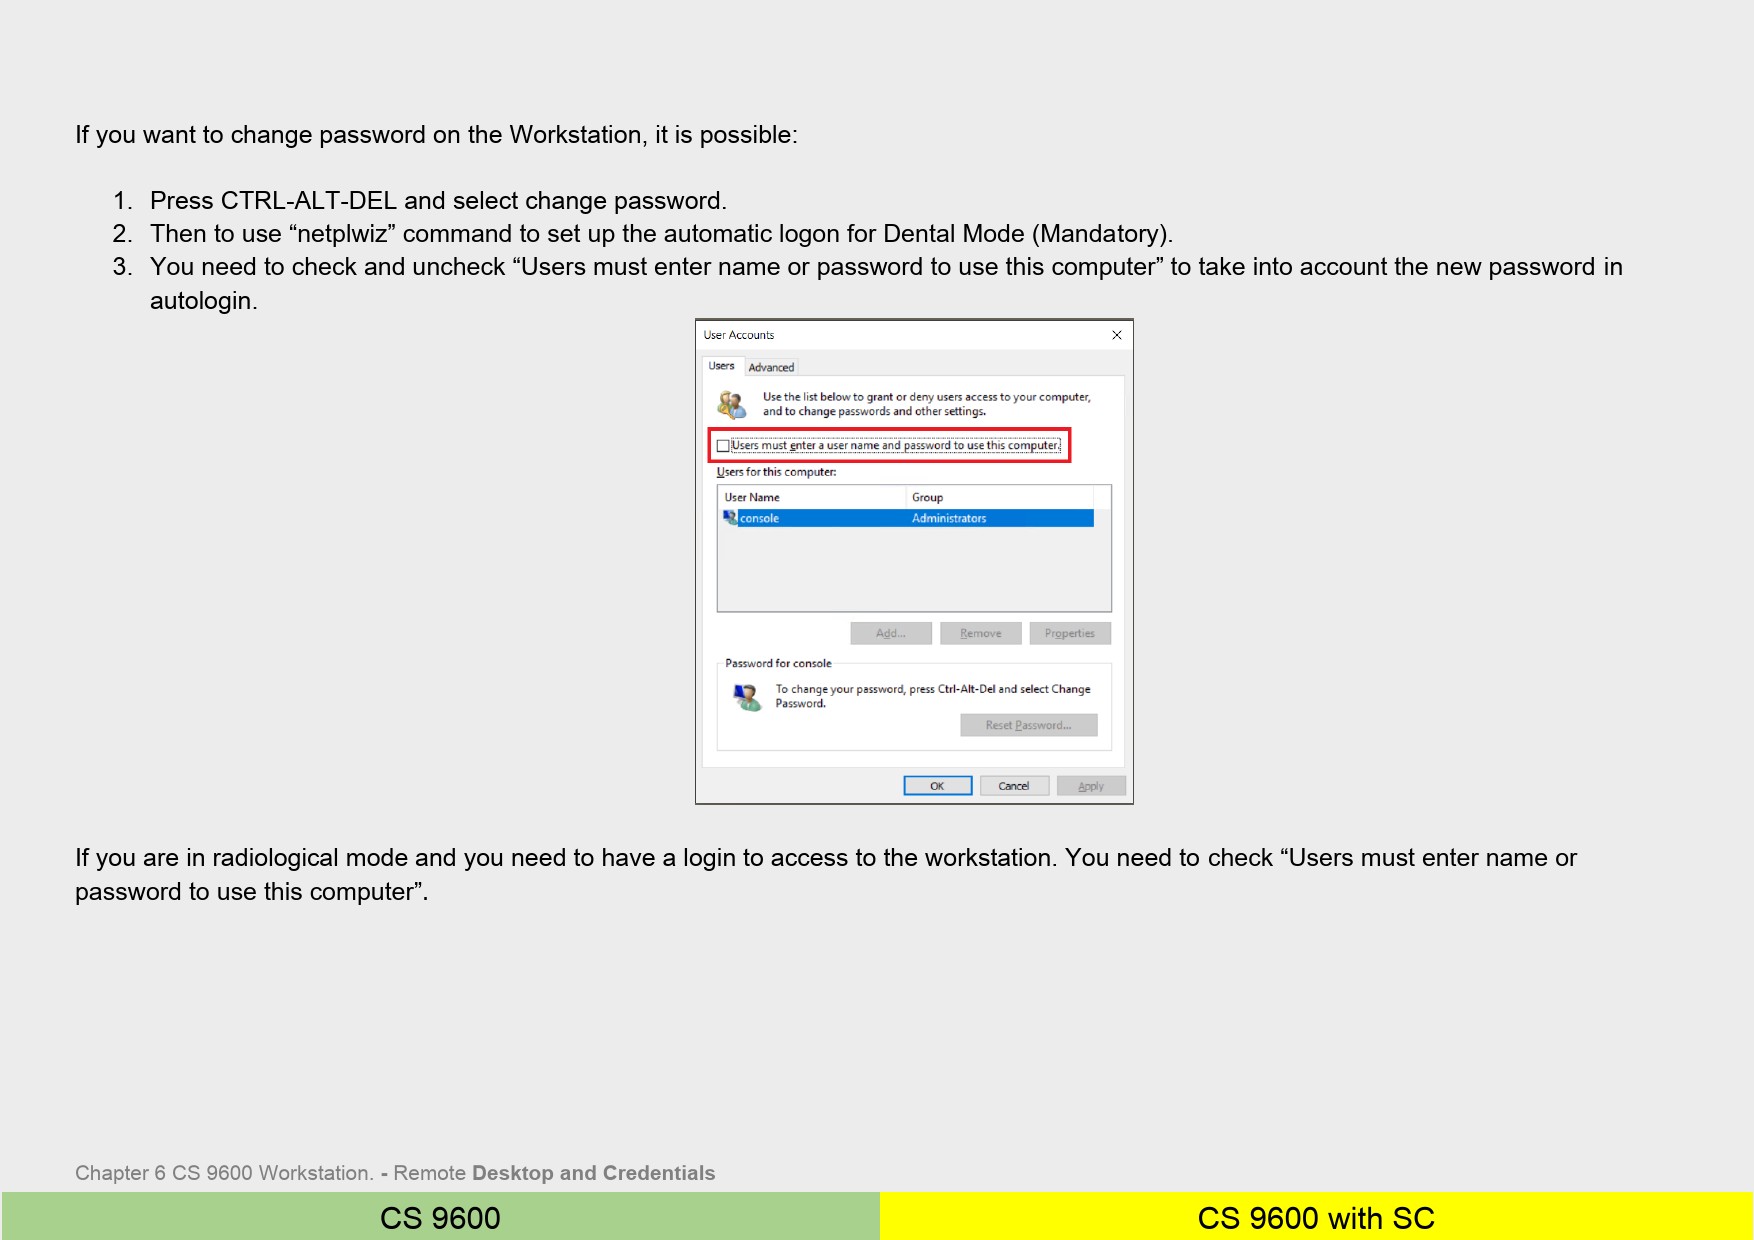 If you want to change password on the Workstation, it is possible:
1. Press CTRL-ALT-DEL and select change password.
2. Then to use “netplwiz” command to set up the automatic logon for Dental Mode (Mandatory).
3. You need to check and uncheck “Users must enter name or password to use this computer” to take into account the new password in
autologin.
User Accounts
Users Advanced
Use the list below to grant or deny users access to your computer,
and to change passwords and other settings.
Users must enter a user name and password to use this computer.
Users for this computer:
User Name Group
console Administrators
Add... Remove Properties
Password for console
To change your password, press Ctrl-Alt-Del and select Change
Password.
Reset Password...
OK Cancel Apply
If you are in radiological mode and you need to have a login to access to the workstation. You need to check “Users must enter name or
password to use this computer”.
Chapter 6 CS 9600 Workstation. - Remote Desktop and Credentials
CS 9600 CS 9600 with SC